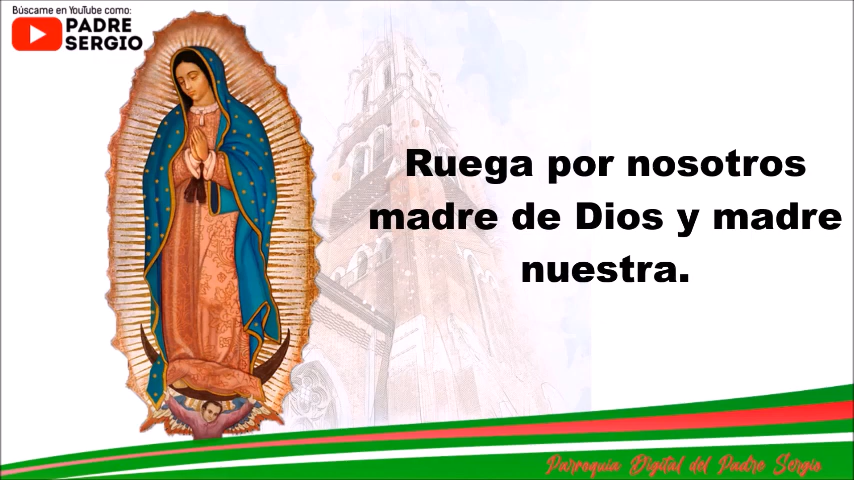 Búscame en YouTube como:
PADRE
SERGIO
Ruega por nosotros
madre de Dios y madre
nuestra.
Parroquia Digital del Padre Sergio